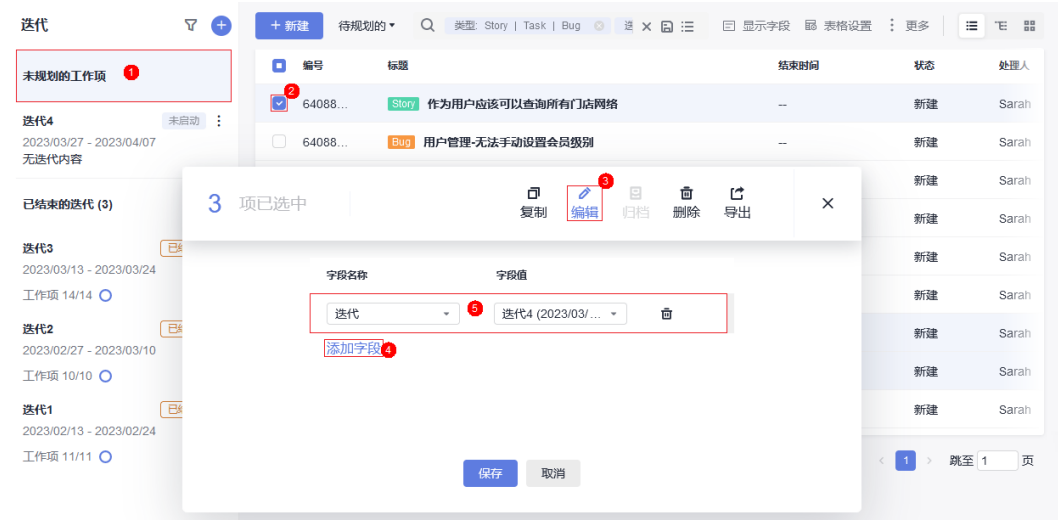 迭代
+ 新建
待规划的
类型: Story | Task | Bug
显示字段
表格设置
更多
未规划的工作项
1
编号
标题
结束时间
状态
处理人
2
64088...
Story
作为用户应该可以查询所有门店网络
--
新建
Sarah
迭代4
未启动
2023/03/27 - 2023/04/07
无迭代内容
64088...
Bug
用户管理-无法手动设置会员级别
--
新建
Sarah
新建
Sarah
已结束的迭代 (3)
3
项已选中
复制
3
编辑
归档
删除
导出
新建
Sarah
迭代3
2023/03/13 - 2023/03/24
工作项 14/14
新建
Sarah
字段名称
字段值
新建
Sarah
迭代
5
迭代4 (2023/03/...
迭代2
2023/02/27 - 2023/03/10
工作项 10/10
新建
Sarah
添加字段
4
新建
Sarah
迭代1
2023/02/13 - 2023/02/24
工作项 11/11
新建
Sarah
保存
取消
1
跳至
1
页